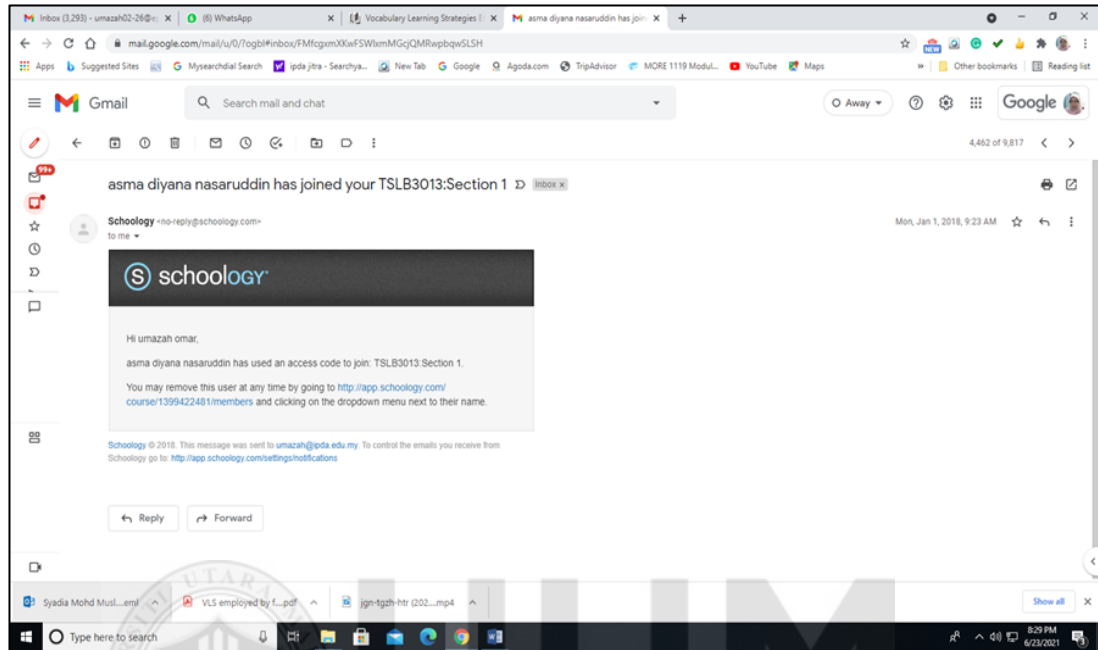 Inbox (3,293) - umazah02-26@e
(6) WhatsApp
Vocabulary Learning Strategies E
asma diyana nasaruddin has join
mail.google.com/mail/u/0/?ogbl#inbox/FMfcgxmXKwFSWlxmMGcjQMRwpbqwSLSH
NEW
Apps Suggested Sites Mysearchdial Search ipda jitra - Searchya... New Tab Google Agoda.com TripAdvisor MORE 1119 Modul... YouTube Maps » Other bookmarks Reading list
Gmail
Search mail and chat
Away
Google
99+
4,462 of 9,817
asma diyana nasaruddin has joined your TSLB3013:Section 1 Inbox x
Schoology <no-reply@schoology.com>
to me
Mon, Jan 1, 2018, 9:23 AM
S schoology
Hi umazah omar,
asma diyana nasaruddin has used an access code to join: TSLB3013:Section 1.
You may remove this user at any time by going to http://app.schoology.com/
course/1399422481/members and clicking on the dropdown menu next to their name.
Schoology © 2018. This message was sent to umazah@ipda.edu.my. To control the emails you receive from
Schoology go to: http://app.schoology.com/settings/notifications
Reply Forward
Syadia Mohd Musl....eml
VLS employed by f....pdf
jgn-tgzh-htr (202....mp4
Show all
UTARA
Type here to search
8:29 PM
6/23/2021